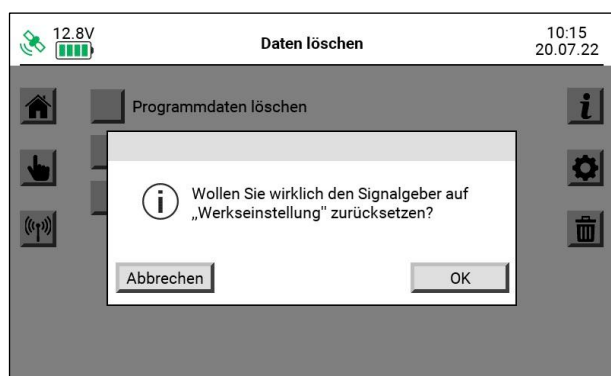 12.8V
Daten löschen
10:15
20.07.22
Programmdaten löschen
Wollen Sie wirklich den Signalgeber auf
„Werkseinstellung" zurücksetzen?
Abbrechen
OK